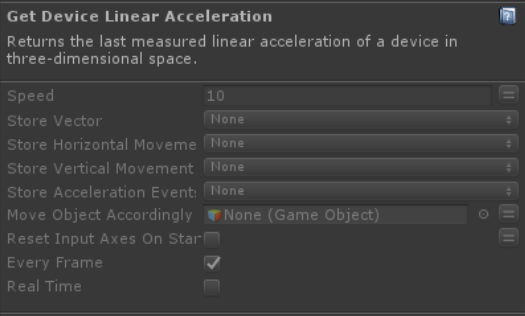 Get Device Linear Acceleration
Returns the last measured linear acceleration of a device in
three-dimensional space.
Speed 10
Store Vector None
Store Horizontal Moveme None
Store Vertical Movement None
Store Acceleration Event: None
Move Object Accordingly None (Game Object)
Reset Input Axes On Star
Every Frame
Real Time